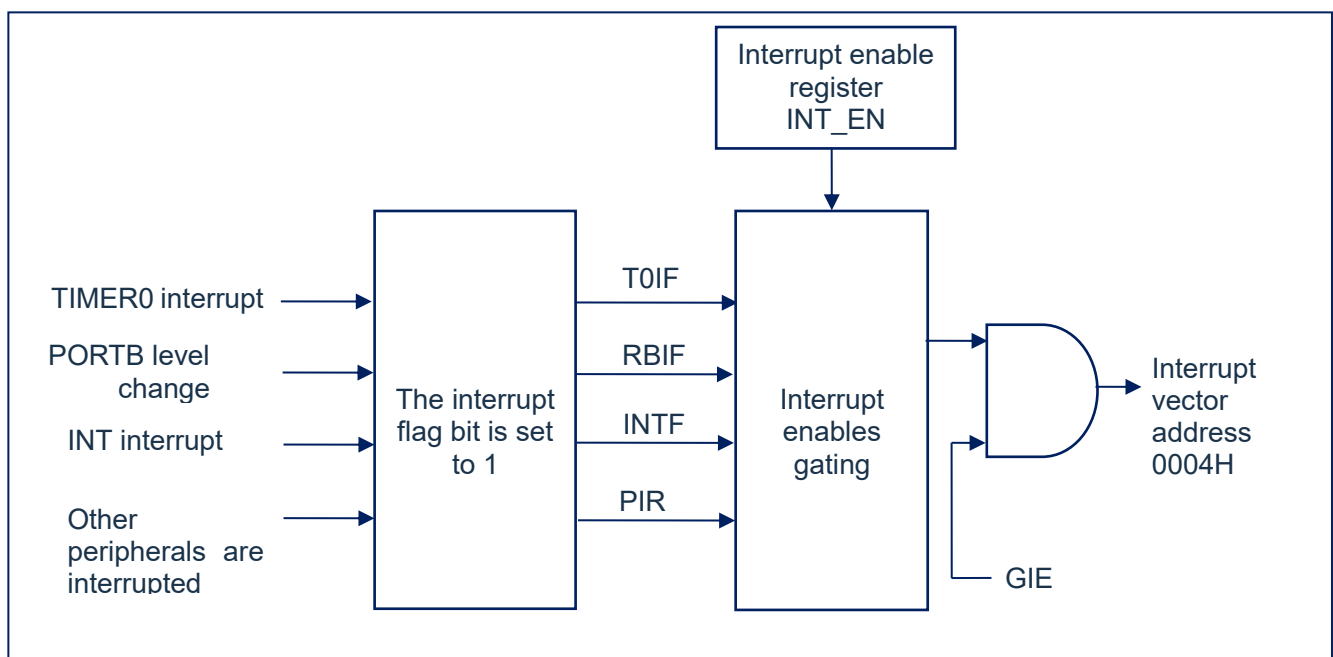 Interrupt enable
register
INT_EN
TIMER0 interrupt
PORTB level
change
INT interrupt
Other
peripherals are
interrupted
The interrupt
flag bit is set
to 1
T0IF
RBIF
INTF
PIR
Interrupt
enables
gating
GIE
Interrupt
vector
address
0004H